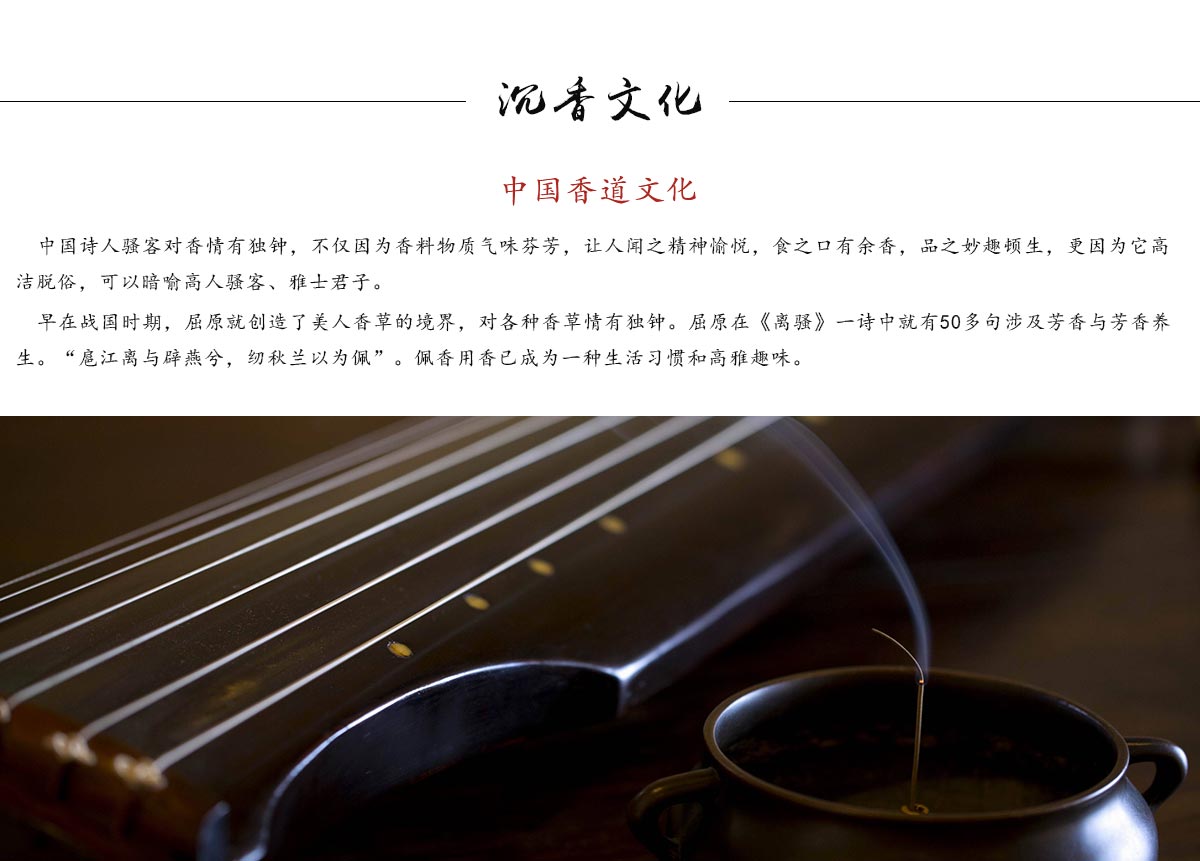 沉香文化
中国香道文化
中国诗人骚客对香情有独钟，不仅因为香料物质气味芬芳，让人闻之精神愉悦，食之口有余香，品之妙趣顿生，更因为它高
洁脱俗，可以暗喻高人骚客、雅士君子。
早在战国时期，屈原就创造了美人香草的境界，对各种香草情有独钟。屈原在《离骚》一诗中就有50多句涉及芳香与芳香养
生。“扈江离与辟燕兮，纫秋兰以为佩”。佩香用香已成为一种生活习惯和高雅趣味。